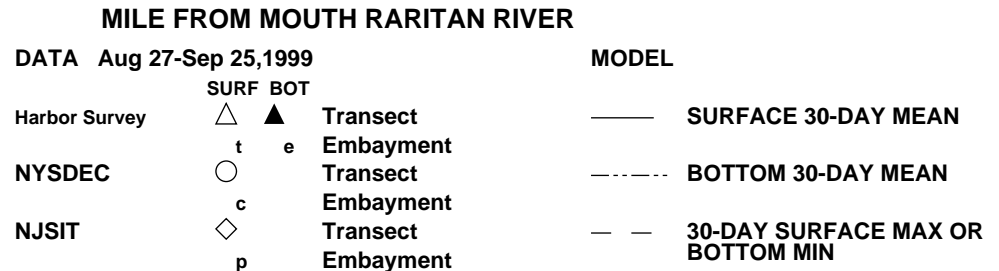 MILE FROM MOUTH RARITAN RIVER
DATA Aug 27-Sep 25,1999 MODEL
SURF BOT
Harbor Survey Transect SURFACE 30-DAY MEAN
t e Embayment
NYSDEC Transect BOTTOM 30-DAY MEAN
c Embayment
NJSIT Transect 30-DAY SURFACE MAX OR
p Embayment BOTTOM MIN